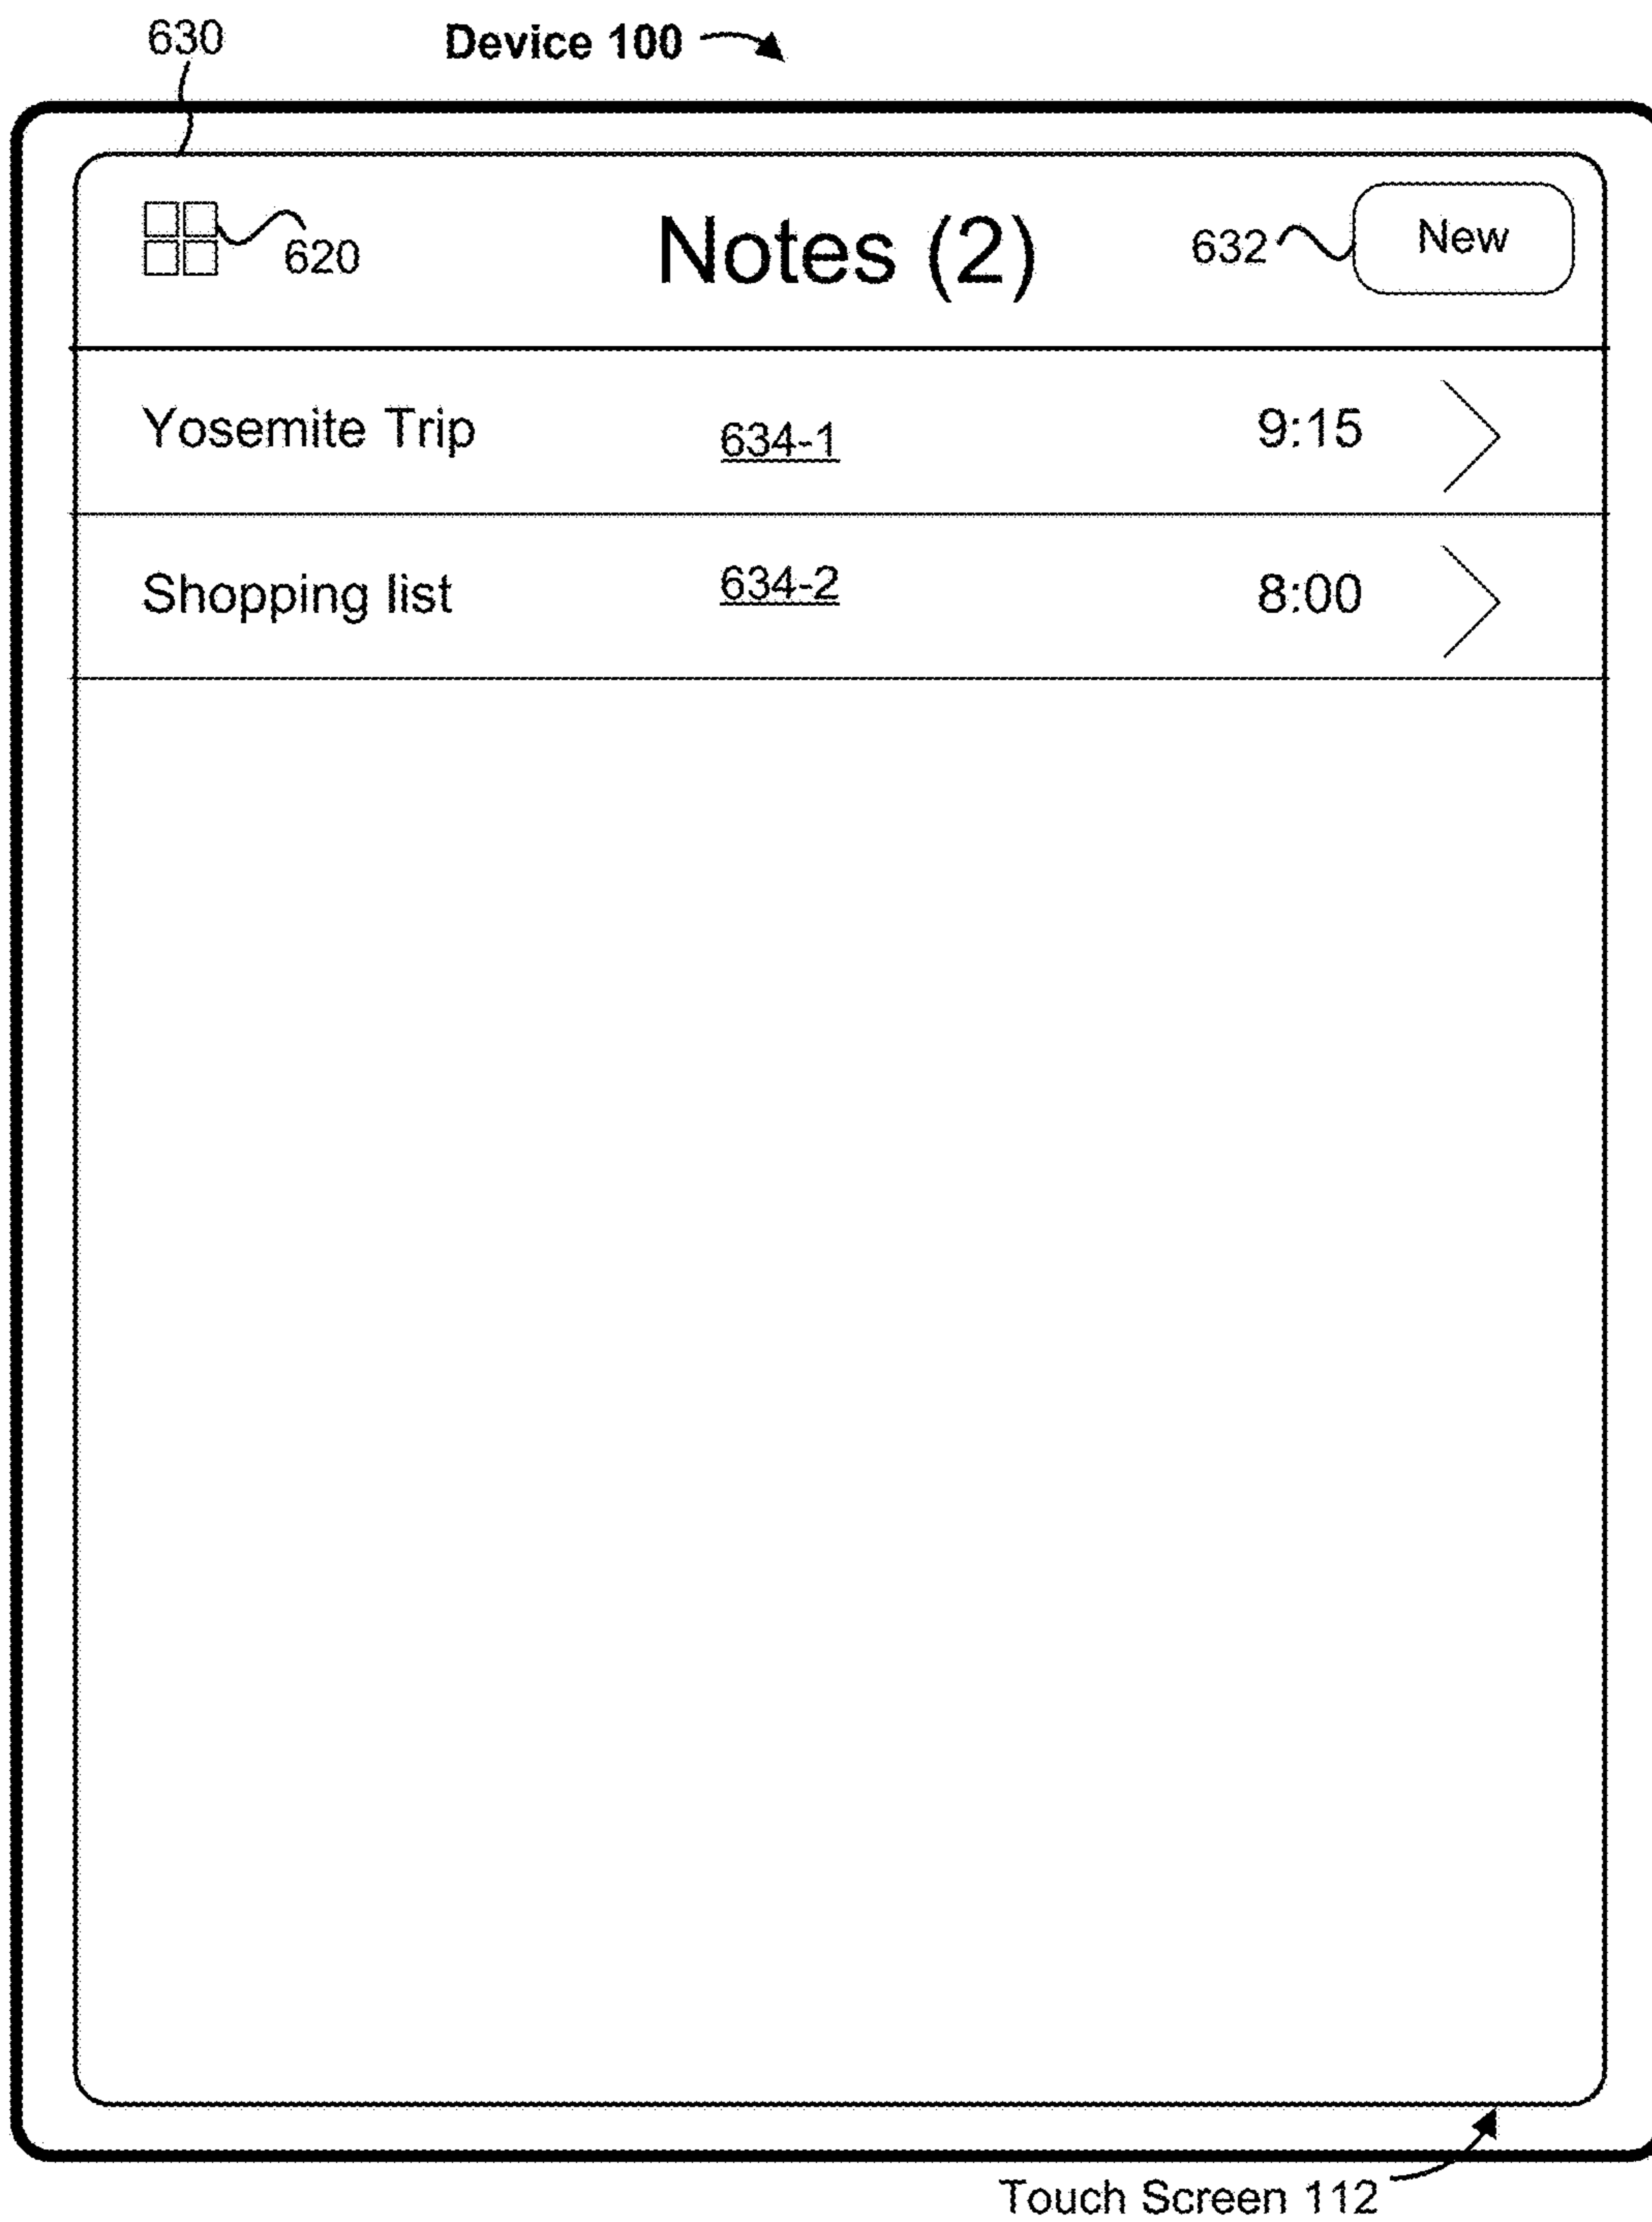 630 Device 100
620 Notes (2) 632 New
Yosemite Trip 634-1 9:15
Shopping list 634-2 8:00
Touch Screen 112